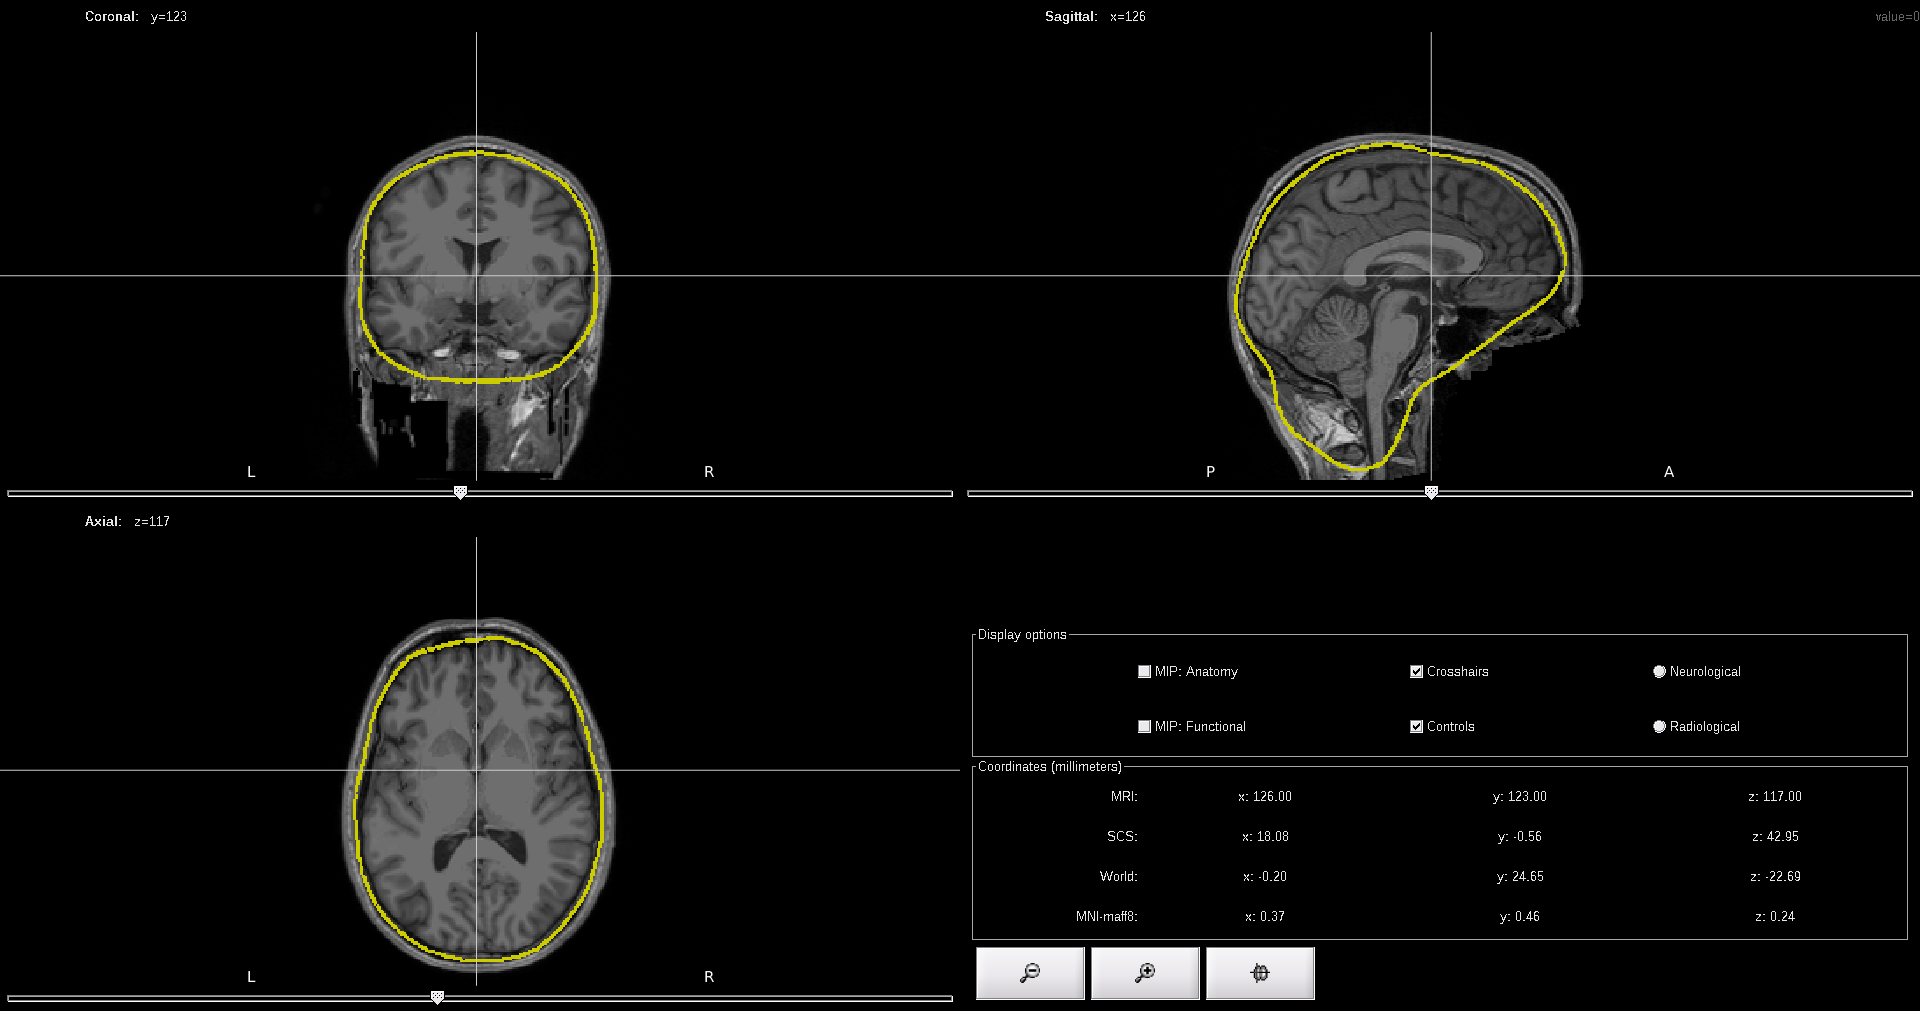 Coronal: y=123
Sagittal: x=126
value=0
L
R
P
A
Axial: z=117
L
R
Display options
MIP: Anatomy
Crosshairs
Neurological
MIP: Functional
Controls
Radiological
Coordinates (millimeters)
MRI: x: 126.00 y: 123.00 z: 117.00
SCS: x: 18.08 y: -0.56 z: 42.95
World: x: -0.20 y: 24.65 z: -22.69
MNI-maff8: x: 0.37 y: 0.46 z: 0.24